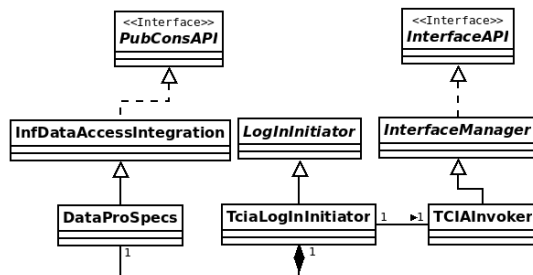 <<Interface>>
PubConsAPI
<<Interface>>
InterfaceAPI
InfDataAccessIntegration
LogInInitiator
InterfaceManager
DataProSpecs
TciaLogInInitiator
1
1
TCIAInvoker
1
1